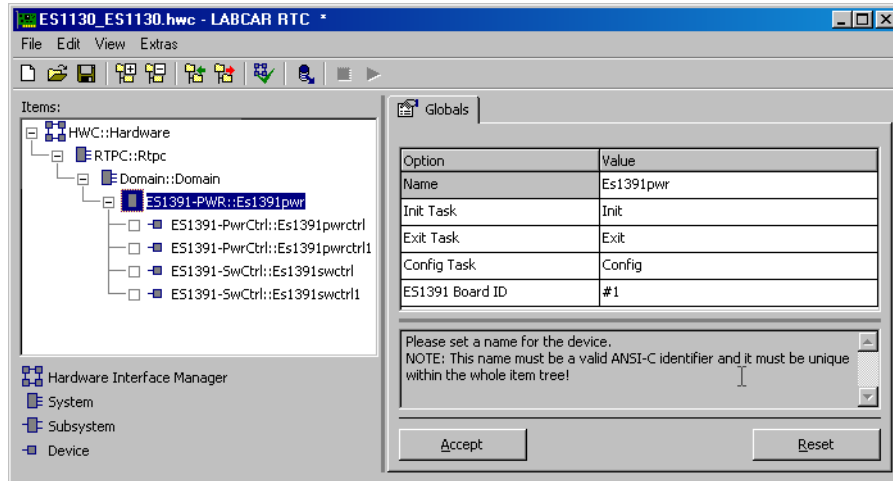 ES1130_ES1130.hwc - LABCAR RTC *
File Edit View Extras
Items:
HWC::Hardware
RTPC::Rtpc
Domain::Domain
ES1391-PWR::Es1391pwr
ES1391-PwrCtrl::Es1391pwrctrl
ES1391-PwrCtrl::Es1391pwrctrl1
ES1391-SwCtrl::Es1391swctrl
ES1391-SwCtrl::Es1391swctrl1
Hardware Interface Manager
System
Subsystem
Device
Globals
Option Value
Name Es1391pwr
Init Task Init
Exit Task Exit
Config Task Config
ES1391 Board ID #1
Please set a name for the device.
NOTE: This name must be a valid ANSI-C identifier and it must be unique
within the whole item tree!
Accept Reset